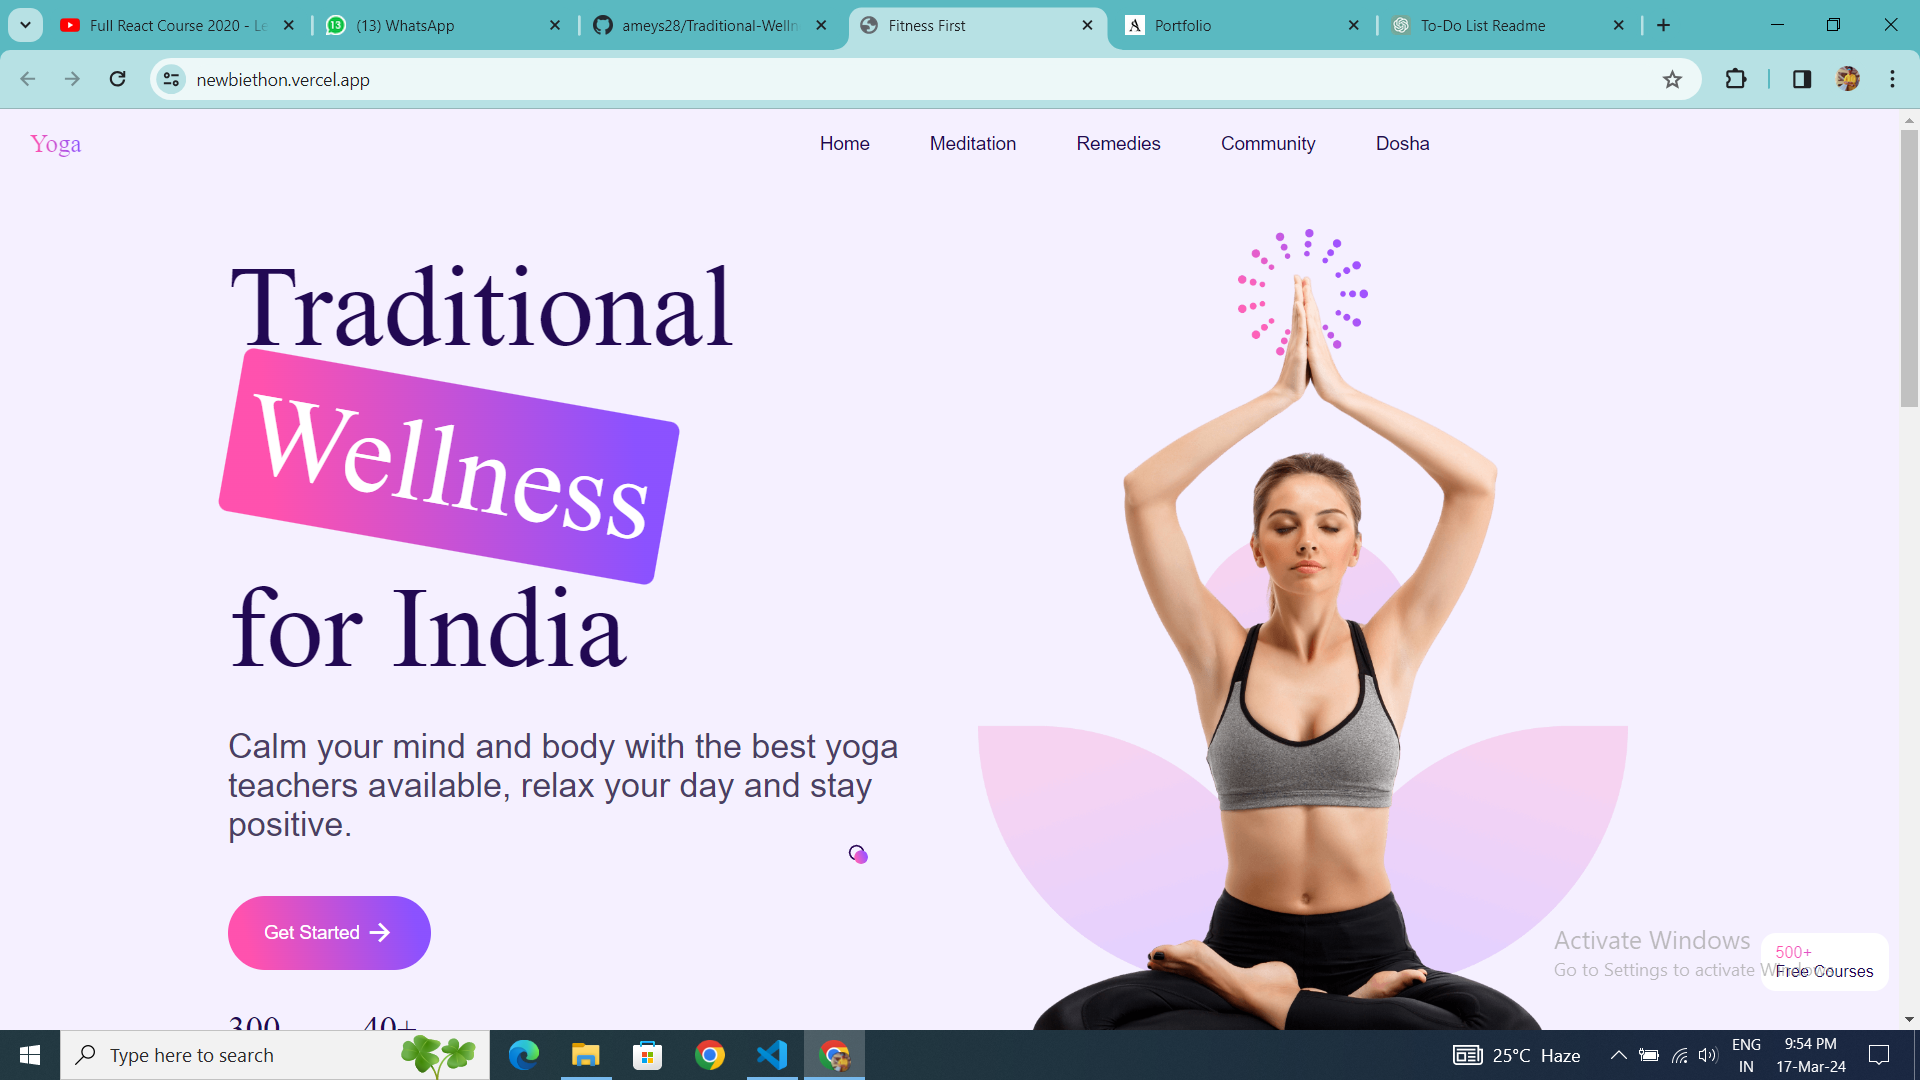 Full React Course 2020 - Le
(13) WhatsApp
ameys28/Traditional-Welln
Fitness First
Portfolio
To-Do List Readme
newbiethon.vercel.app
Yoga
Home
Meditation
Remedies
Community
Dosha
Traditional
Wellness
for India
Calm your mind and body with the best yoga
teachers available, relax your day and stay
positive.
Get Started
300
40+
Activate Windows
Go to Settings to activate Windows.
500+
Free Courses
Type here to search
25°C Haze
ENG
IN
9:54 PM
17-Mar-24